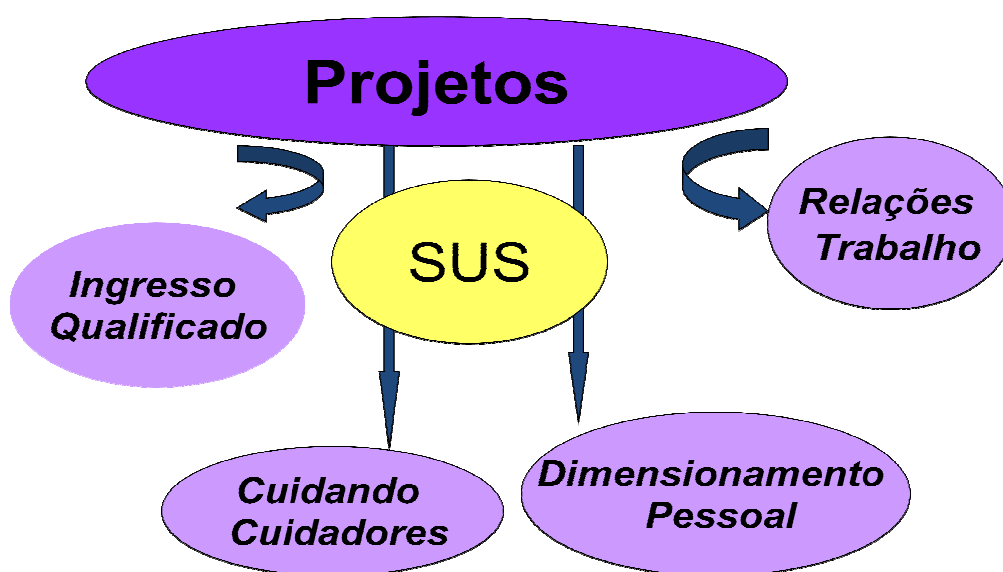 Projetos
SUS
Relações
Trabalho
Ingresso
Qualificado
Cuidando
Cuidadores
Dimensionamento
Pessoal